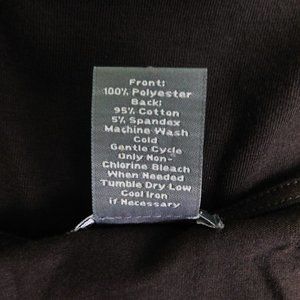 Front:
100% Polyester
Back:
95% Cotton
5% Spandex
Machine Wash
Cold
Gentle Cycle
Only Non-
Chlorine Bleach
When Needed
Tumble Dry Low
Cool Iron
if Necessary